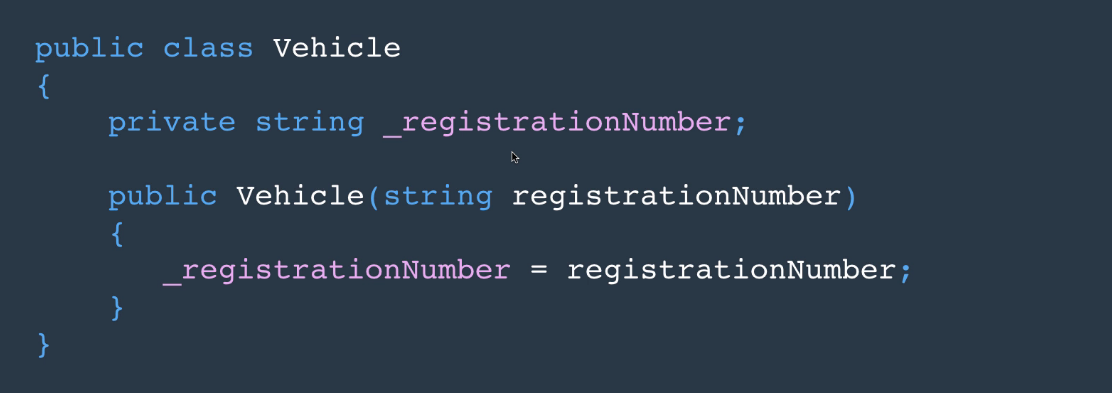 public class Vehicle
{
    private string _registrationNumber;
    public Vehicle(string registrationNumber)
    {
       _registrationNumber = registrationNumber;
    }
}